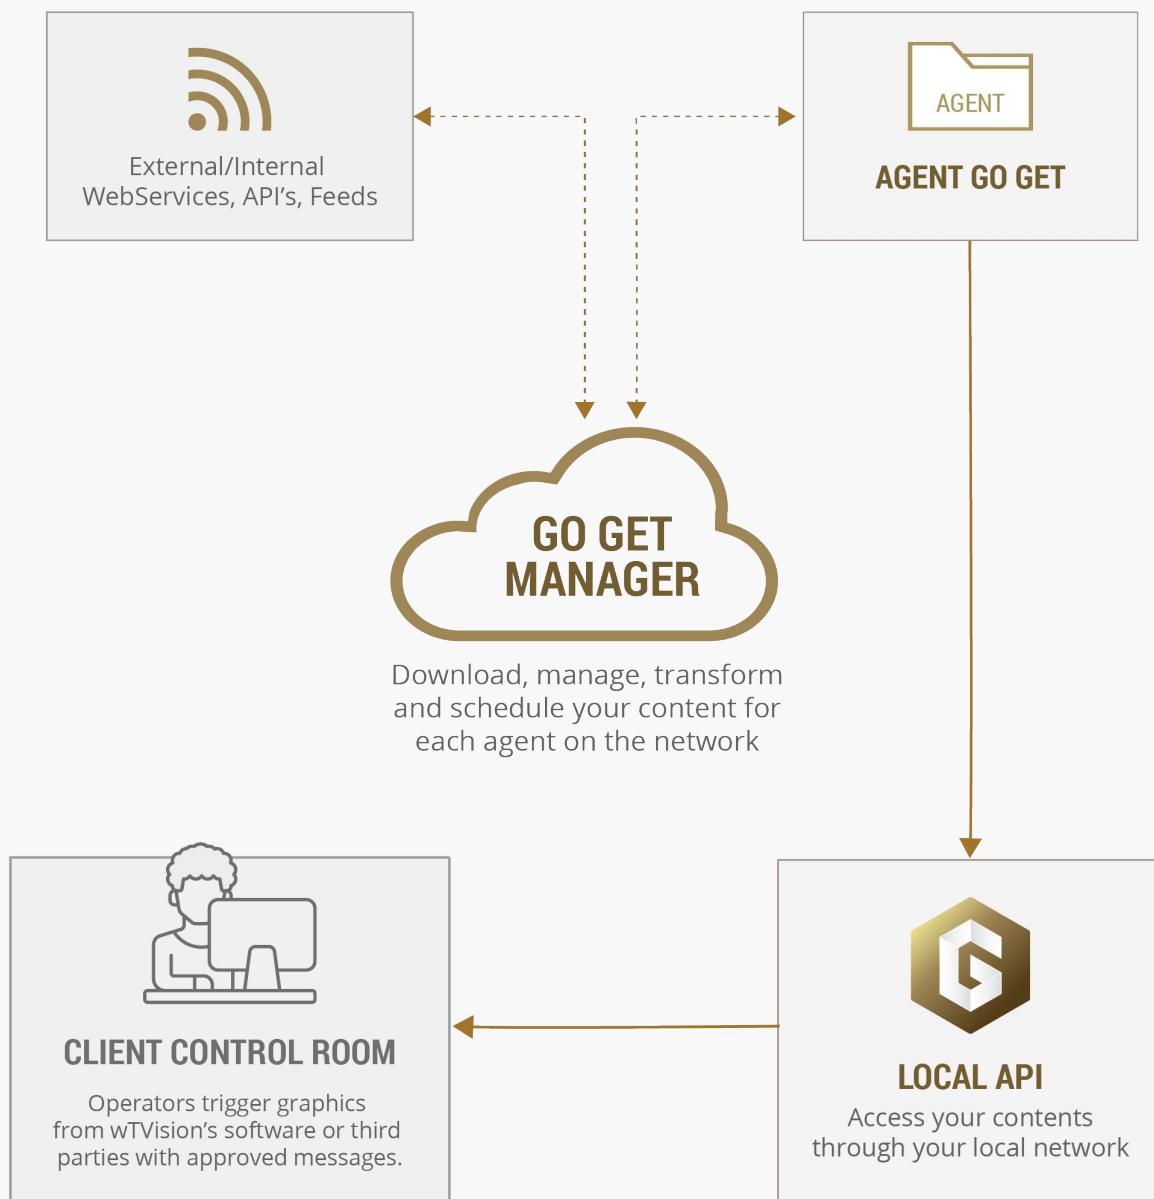 External/Internal
WebServices, API's, Feeds
AGENT
AGENT GO GET
GO GET
MANAGER
Download, manage, transform
and schedule your content for
each agent on the network
CLIENT CONTROL ROOM
Operators trigger graphics
from wTVision's software or third
parties with approved messages.
LOCAL API
Access your contents
through your local network